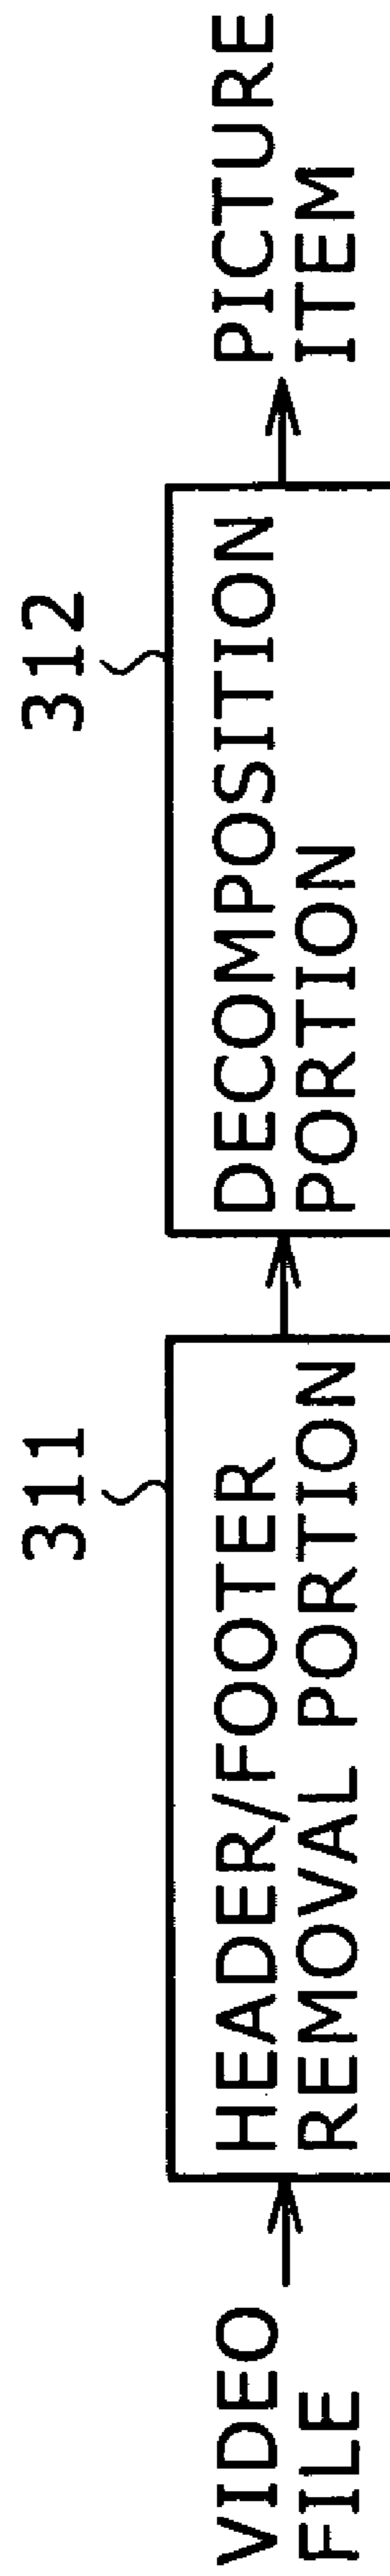 VIDEO
FILE
311
HEADER/FOOTER
REMOVAL PORTION
312
DECOMPOSITION
PORTION
PICTURE
ITEM